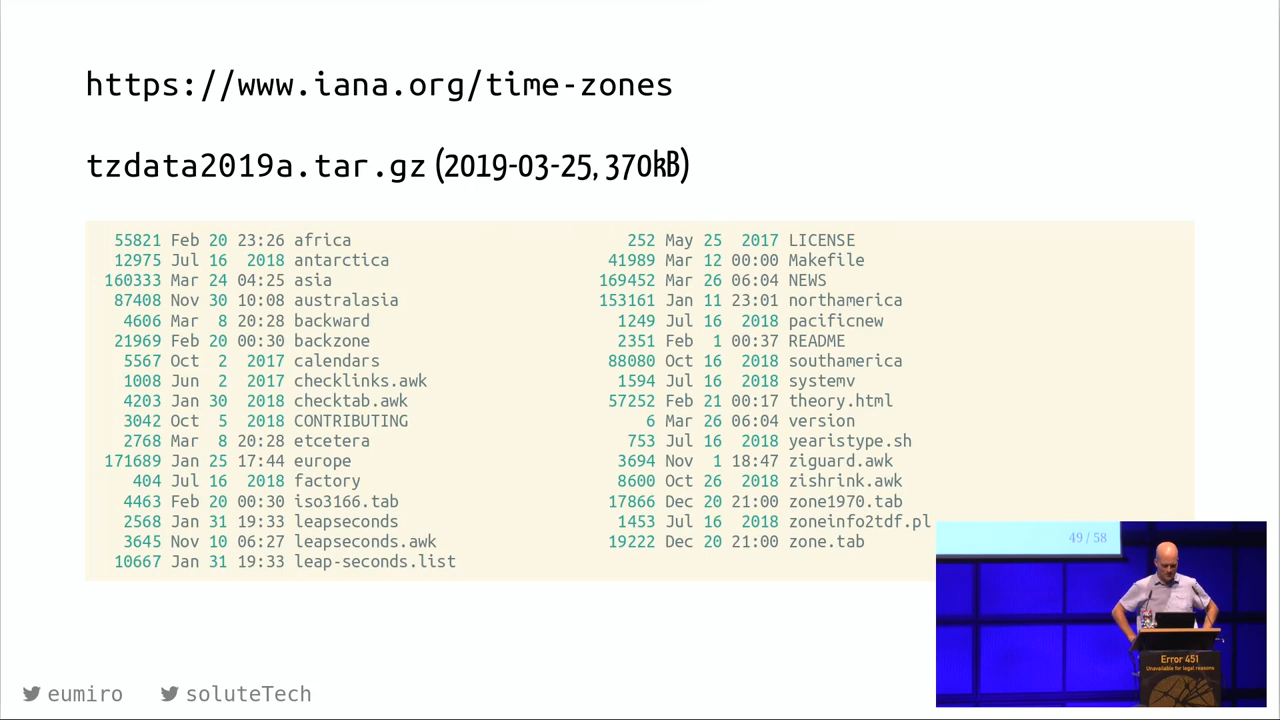 https://www.iana.org/time-zones
tzdata2019a.tar.gz (2019-03-25, 370kB)
55821 Feb 20 23:26 africa
12975 Jul 16 2018 antarctica
160333 Mar 24 04:25 asia
87408 Nov 30 10:08 australasia
4606 Mar 8 20:28 backward
21969 Feb 20 00:30 backzone
5567 Oct 2 2017 calendars
1008 Jun 2 2017 checklinks.awk
4203 Jan 30 2018 checktab.awk
3042 Oct 5 2018 CONTRIBUTING
2768 Mar 8 20:28 etcetera
171689 Jan 25 17:44 europe
404 Jul 16 2018 factory
4463 Feb 20 00:30 iso3166.tab
2568 Jan 31 19:33 leapseconds
3645 Nov 10 06:27 leapseconds.awk
10667 Jan 31 19:33 leap-seconds.list
252 May 25 2017 LICENSE
41989 Mar 12 00:00 Makefile
169452 Mar 26 06:04 NEWS
153161 Jan 11 23:01 northamerica
1249 Jul 16 2018 pacificnew
2351 Feb 1 00:37 README
88080 Oct 16 2018 southamerica
1594 Jul 16 2018 systemv
57252 Feb 21 00:17 theory.html
6 Mar 26 06:04 version
753 Jul 16 2018 yearistype.sh
3694 Nov 1 18:47 ziguard.awk
8600 Oct 26 2018 zishrink.awk
17866 Dec 20 21:00 zone1970.tab
1453 Jul 16 2018 zoneinfo2tdf.pl
19222 Dec 20 21:00 zone.tab
49 / 58
Error 451
Unavailable for legal reasons
eumiro soluteTech